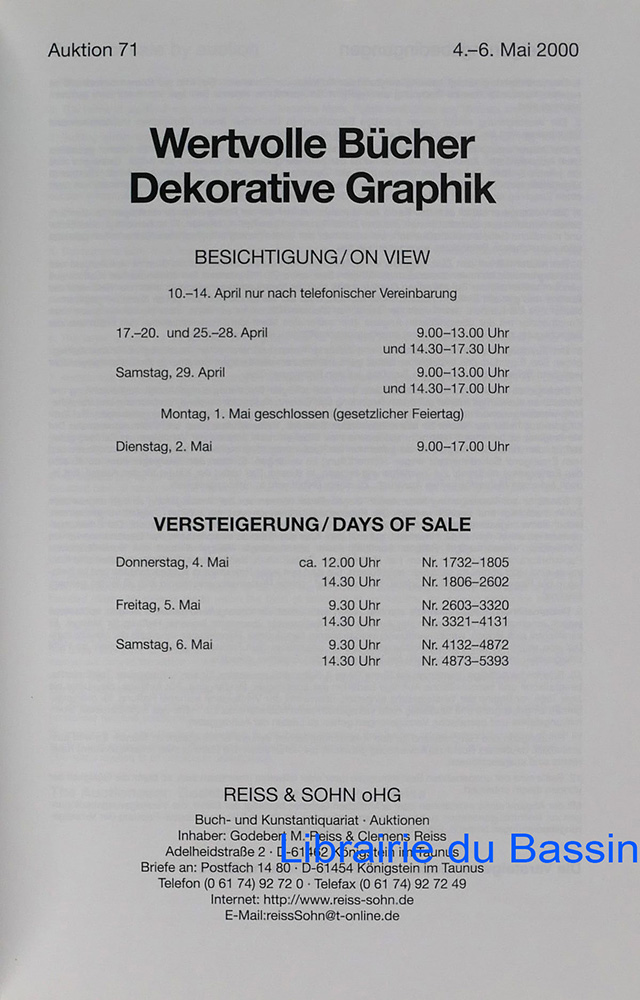 Auktion 71 4.–6. Mai 2000
Wertvolle Bücher
Dekorative Graphik
BESICHTIGUNG/ON VIEW
10.–14. April nur nach telefonischer Vereinbarung
17.–20. und 25.–28. April 9.00–13.00 Uhr
und 14.30–17.30 Uhr
Samstag, 29. April 9.00–13.00 Uhr
und 14.30–17.00 Uhr
Montag, 1. Mai geschlossen (gesetzlicher Feiertag)
Dienstag, 2. Mai 9.00–17.00 Uhr
VERSTEIGERUNG/DAYS OF SALE
Donnerstag, 4. Mai ca. 12.00 Uhr Nr. 1732–1805
14.30 Uhr Nr. 1806–2602
Freitag, 5. Mai 9.30 Uhr Nr. 2603–3320
14.30 Uhr Nr. 3321–4131
Samstag, 6. Mai 9.30 Uhr Nr. 4132–4872
14.30 Uhr Nr. 4873–5393
REISS & SOHN oHG
Buch- und Kunstantiquariat · Auktionen
Inhaber: Godebert M. Reiss & Clemens Reiss
Adelheidstraße 2 · D-61462 Königstein im Taunus
Librairie du Bassin
Briefe an: Postfach 14 80 · D-61454 Königstein im Taunus
Telefon (0 61 74) 92 72 0 · Telefax (0 61 74) 92 72 49
Internet: http://www.reiss-sohn.de
E-Mail:reissSohn@t-online.de